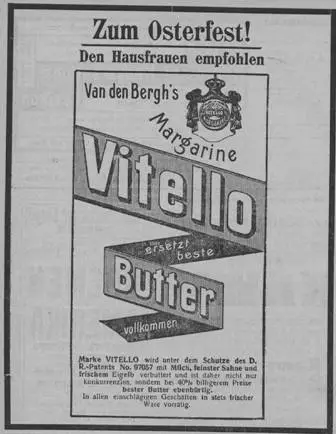 Zum Osterfest!
Den Hausfrauen empfohlen
Van den Bergh's
VITELLO
Margarine
Vitello
ersetzt
beste
Butter
vollkommen
Marke VITELLO wird unter dem Schutze des D.
R.-Patents No. 97057 mit Milch, feinster Sahne und
frischem Eigelb verbuttert und ist daher nicht nur
konkurrenzlos, sondern bei 40% billigerem Preise
bester Butter ebenbürtig.
In allen einschlägigen Geschäften in stets frischer
Ware vorrätig.